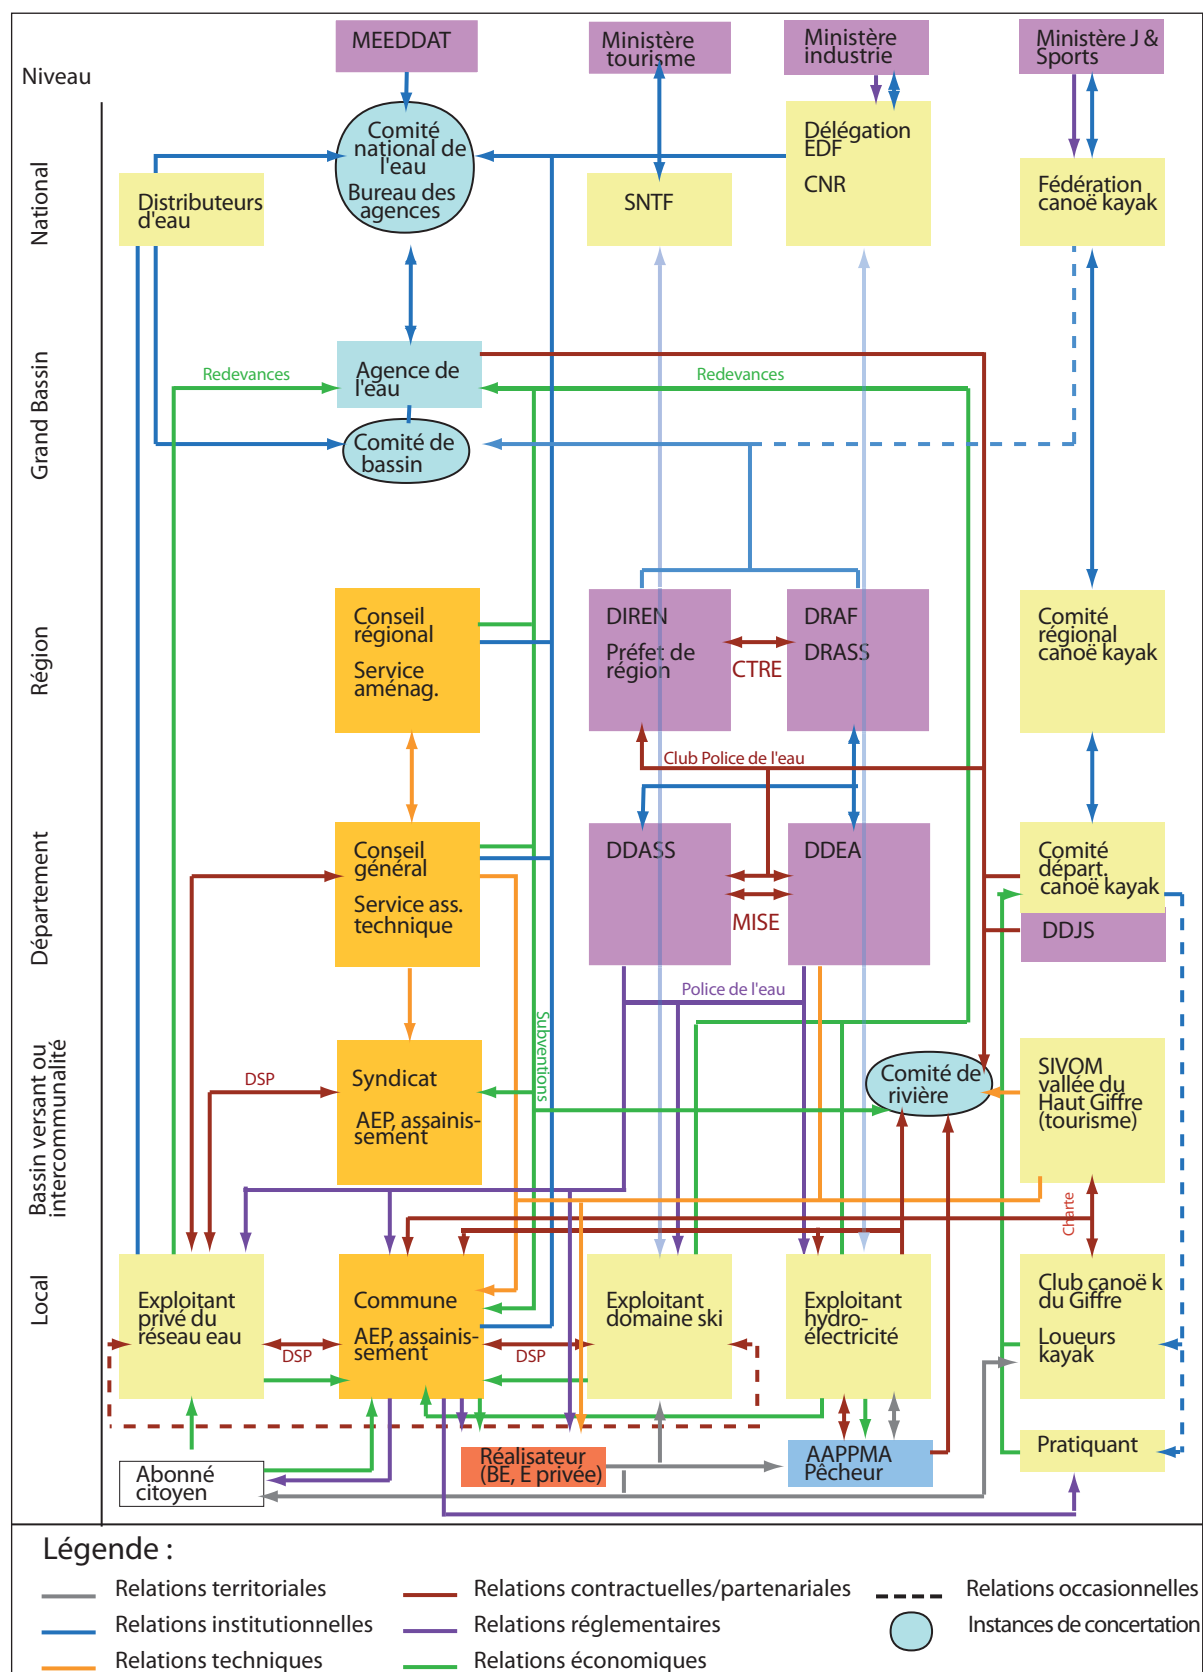 Niveau
MEEDDAT
Ministère
tourisme
Ministère
industrie
Ministère J &
Sports
National
Comité
national de
l'eau
Bureau des
agences
Distributeurs
d'eau
SNTF
Délégation
EDF
CNR
Fédération
canoë kayak
Grand Bassin
Redevances
Agence de
l'eau
Redevances
Comité de
bassin
Région
Conseil
régional
Service
aménag.
DIREN
Préfet de
région
CTRE
DRAF
DRASS
Comité
régional
canoë kayak
Club Police de l'eau
Département
Conseil
général
Service ass.
technique
DDASS
MISE
DDEA
Comité
départ.
canoë kayak
DDJS
Police de l'eau
Subventions
Bassin versant ou
intercommunalité
DSP
Syndicat
AEP, assainis-
sement
Comité de
rivière
SIVOM
vallée du
Haut Giffre
(tourisme)
Charte
Local
Exploitant
privé du
réseau eau
DSP
Commune
AEP, assainis-
sement
DSP
Exploitant
domaine ski
Exploitant
hydro-
électricité
Club canoë k
du Giffre
Loueurs
kayak
Abonné
citoyen
Réalisateur
(BE, E privée)
AAPPMA
Pêcheur
Pratiquant
Légende :
Relations territoriales
Relations contractuelles/partenariales
Relations occasionnelles
Relations institutionnelles
Relations réglementaires
Instances de concertation
Relations techniques
Relations économiques